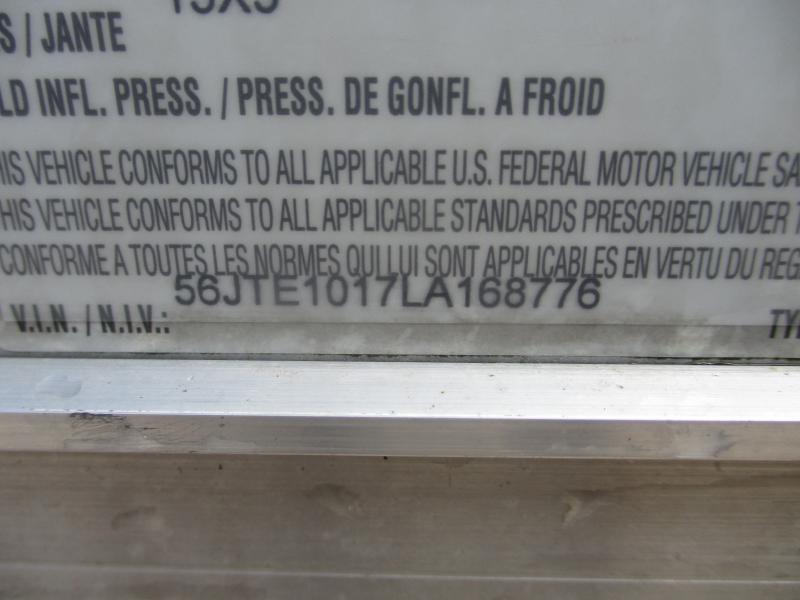 15X5
S / JANTE
LD INFL. PRESS. / PRESS. DE GONFL. A FROID
HIS VEHICLE CONFORMS TO ALL APPLICABLE U.S. FEDERAL MOTOR VEHICLE SA
HIS VEHICLE CONFORMS TO ALL APPLICABLE STANDARDS PRESCRIBED UNDER T
CONFORME A TOUTES LES NORMES QUI LUI SONT APPLICABLES EN VERTU DU REG
56JTE1017LA168776
V.I.N. / N.I.V.: TY